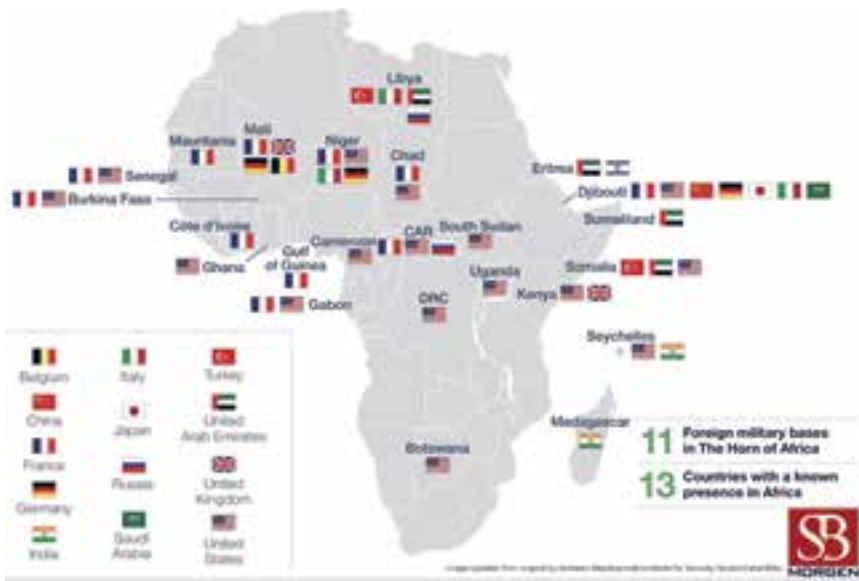 Libya
Mali
Mauritania
Niger
Chad
Senegal
Burkina Faso
Eritrea
Djibouti
Somaliland
Côte d'Ivoire
Cameroon
CAR
South Sudan
Ghana
Gulf
of Guinea
Gabon
Uganda
Somalia
DRC
Kenya
Seychelles
Madagascar
Botswana
Belgium
Italy
Turkey
China
Japan
United
Arab Emirates
France
Russia
United
Kingdom
Germany
India
Saudi
Arabia
United
States
11 Foreign military bases
in The Horn of Africa
13 Countries with a known
presence in Africa
SB
MORGEN